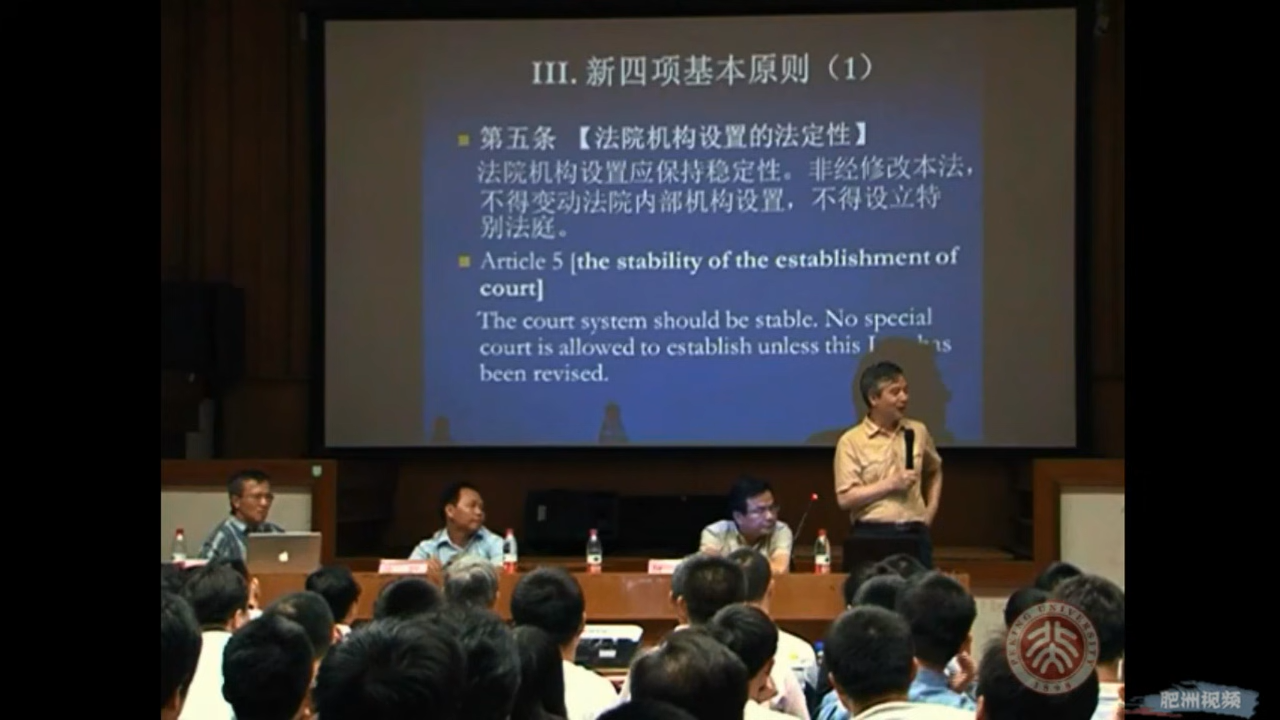 III. 新四项基本原则（1）
第五条 【法院机构设置的法定性】
法院机构设置应保持稳定性。非经修改本法，
不得变动法院内部机构设置，不得设立特
别法庭。
Article 5 [the stability of the establishment of
court]
The court system should be stable. No special
court is allowed to establish unless this has
been revised.
PEKING UNIVERSITY
1898
肥洲视频